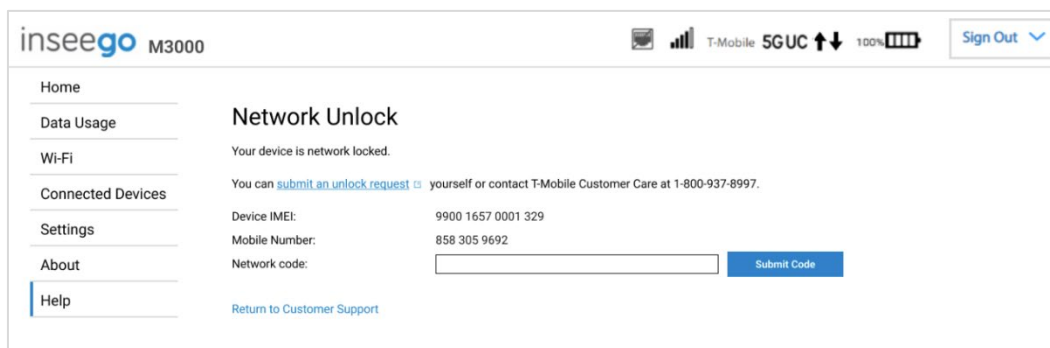 inseego M3000
T-Mobile 5G UC 100%
Sign Out
Home
Data Usage
Wi-Fi
Connected Devices
Settings
About
Help
Network Unlock
Your device is network locked.
You can submit an unlock request yourself or contact T-Mobile Customer Care at 1-800-937-8997.
Device IMEI: 9900 1657 0001 329
Mobile Number: 858 305 9692
Network code: Submit Code
Return to Customer Support